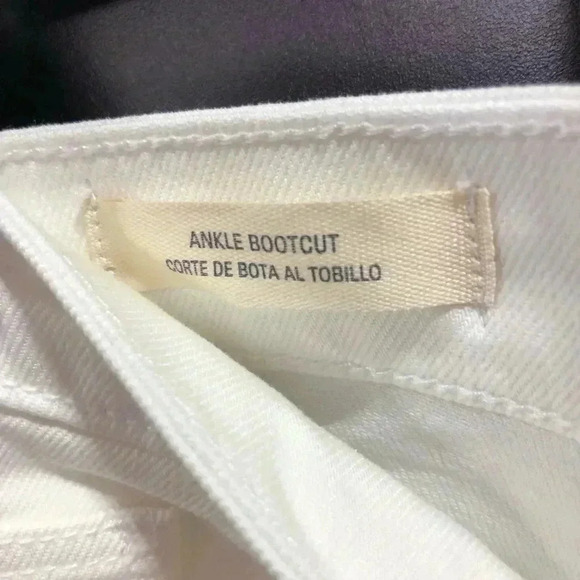 ANKLE BOOTCUT
CORTE DE BOTA AL TOBILLO